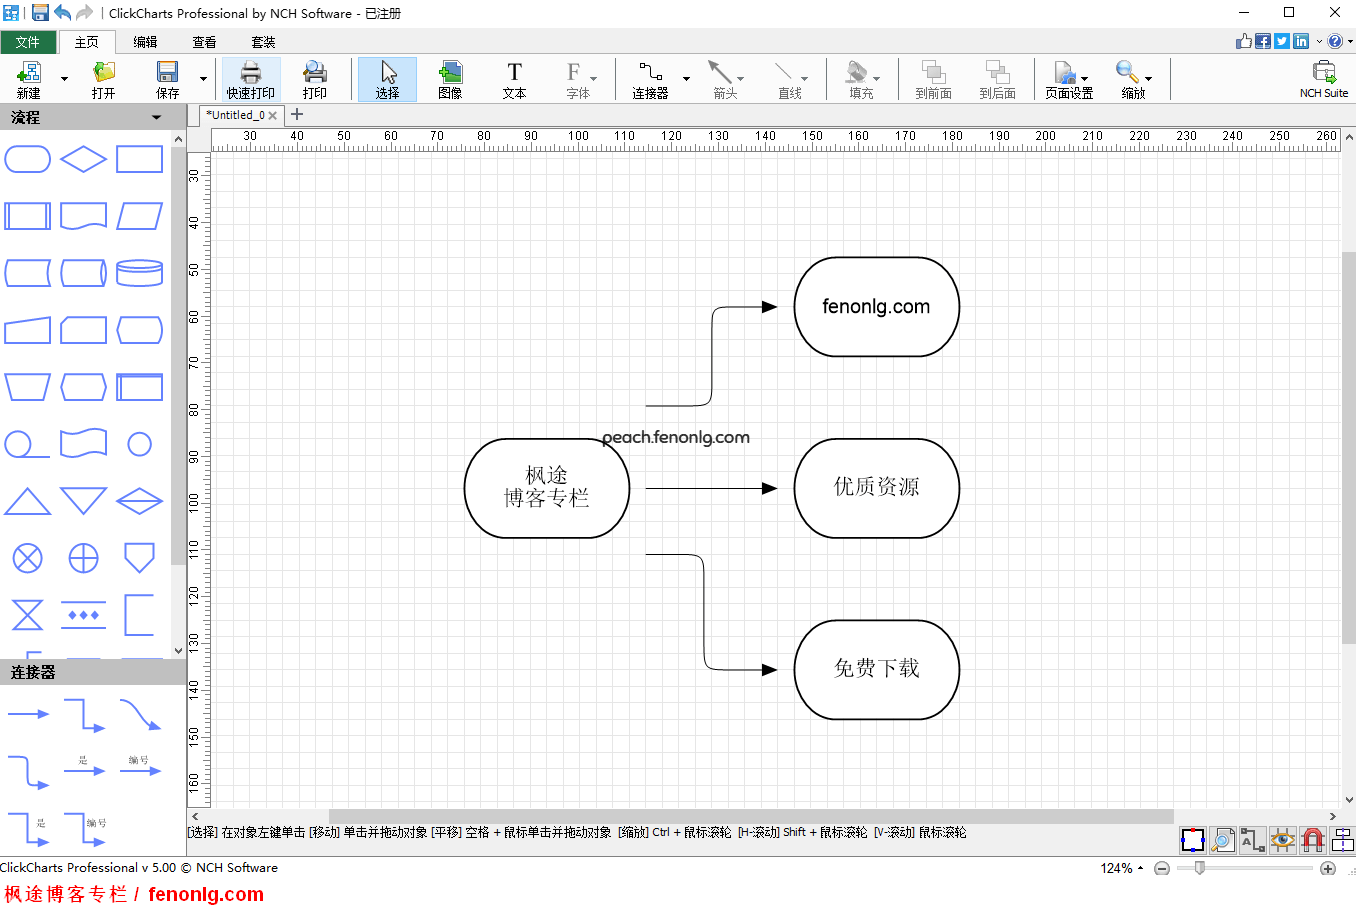 ClickCharts Professional by NCH Software - 已注册
文件 主页 编辑 查看 套装
新建 打开 保存 快速打印 打印 选择 图像 文本 字体 连接器 箭头 直线 填充 到前面 到后面 页面设置 缩放 NCH Suite
流程
*Untitled_0
30 40 50 60 70 80 90 100 110 120 130 140 150 160 170 180 190 200 210 220 230 240 250 260
30
40
50
60
70
80
90
100
110
120
130
140
150
160
fenonlg.com
peach.fenonlg.com
枫途
博客专栏
优质资源
免费下载
连接器
是 编号
是 编号
[选择] 在对象左键单击 [移动] 单击并拖动对象 [平移] 空格 + 鼠标单击并拖动对象 [缩放] Ctrl + 鼠标滚轮 [H-滚动] Shift + 鼠标滚轮 [V-滚动] 鼠标滚轮
ClickCharts Professional v 5.00 © NCH Software
124%
枫途博客专栏 / fenonlg.com